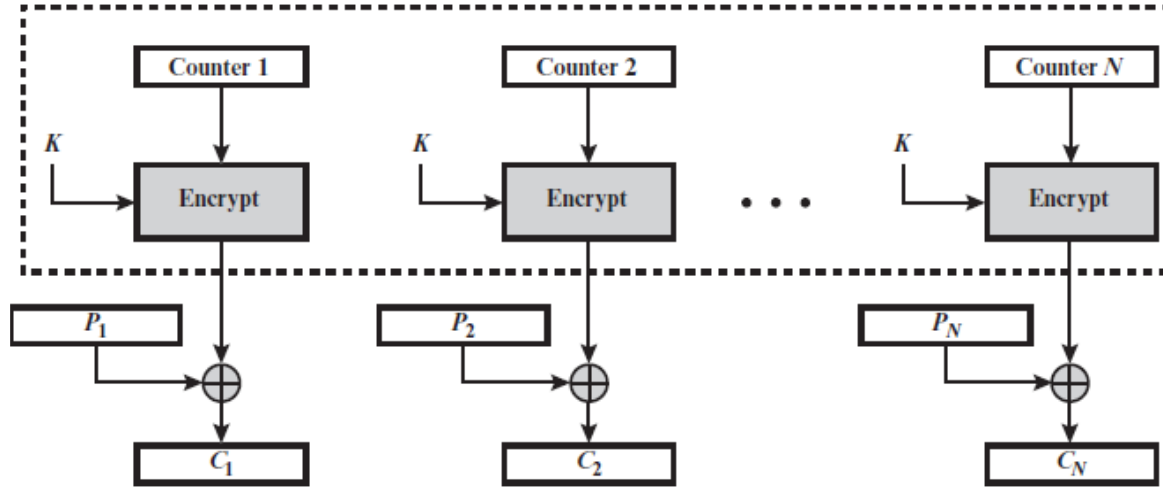 Counter 1 Counter 2 Counter N
K K K
Encrypt Encrypt • • • Encrypt
P1 P2 PN
C1 C2 CN